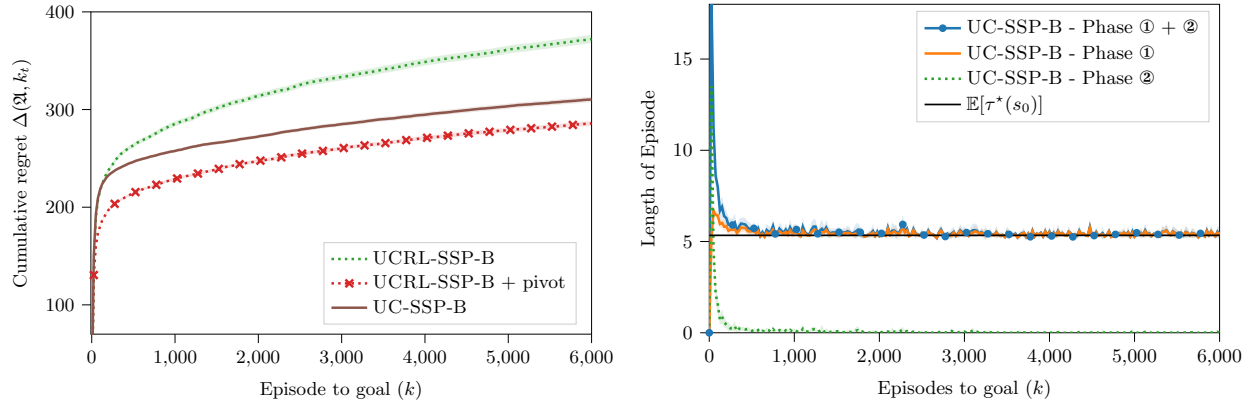 400
300
200
100
Cumulative regret Δ(𝔄, k_t)
UCRL-SSP-B
UCRL-SSP-B + pivot
UC-SSP-B
0
1,000
2,000
3,000
4,000
5,000
6,000
Episode to goal (k)
15
10
5
0
Length of Episode
UC-SSP-B - Phase ① + ②
UC-SSP-B - Phase ①
UC-SSP-B - Phase ②
𝔼[τ⋆(s₀)]
0
1,000
2,000
3,000
4,000
5,000
6,000
Episodes to goal (k)